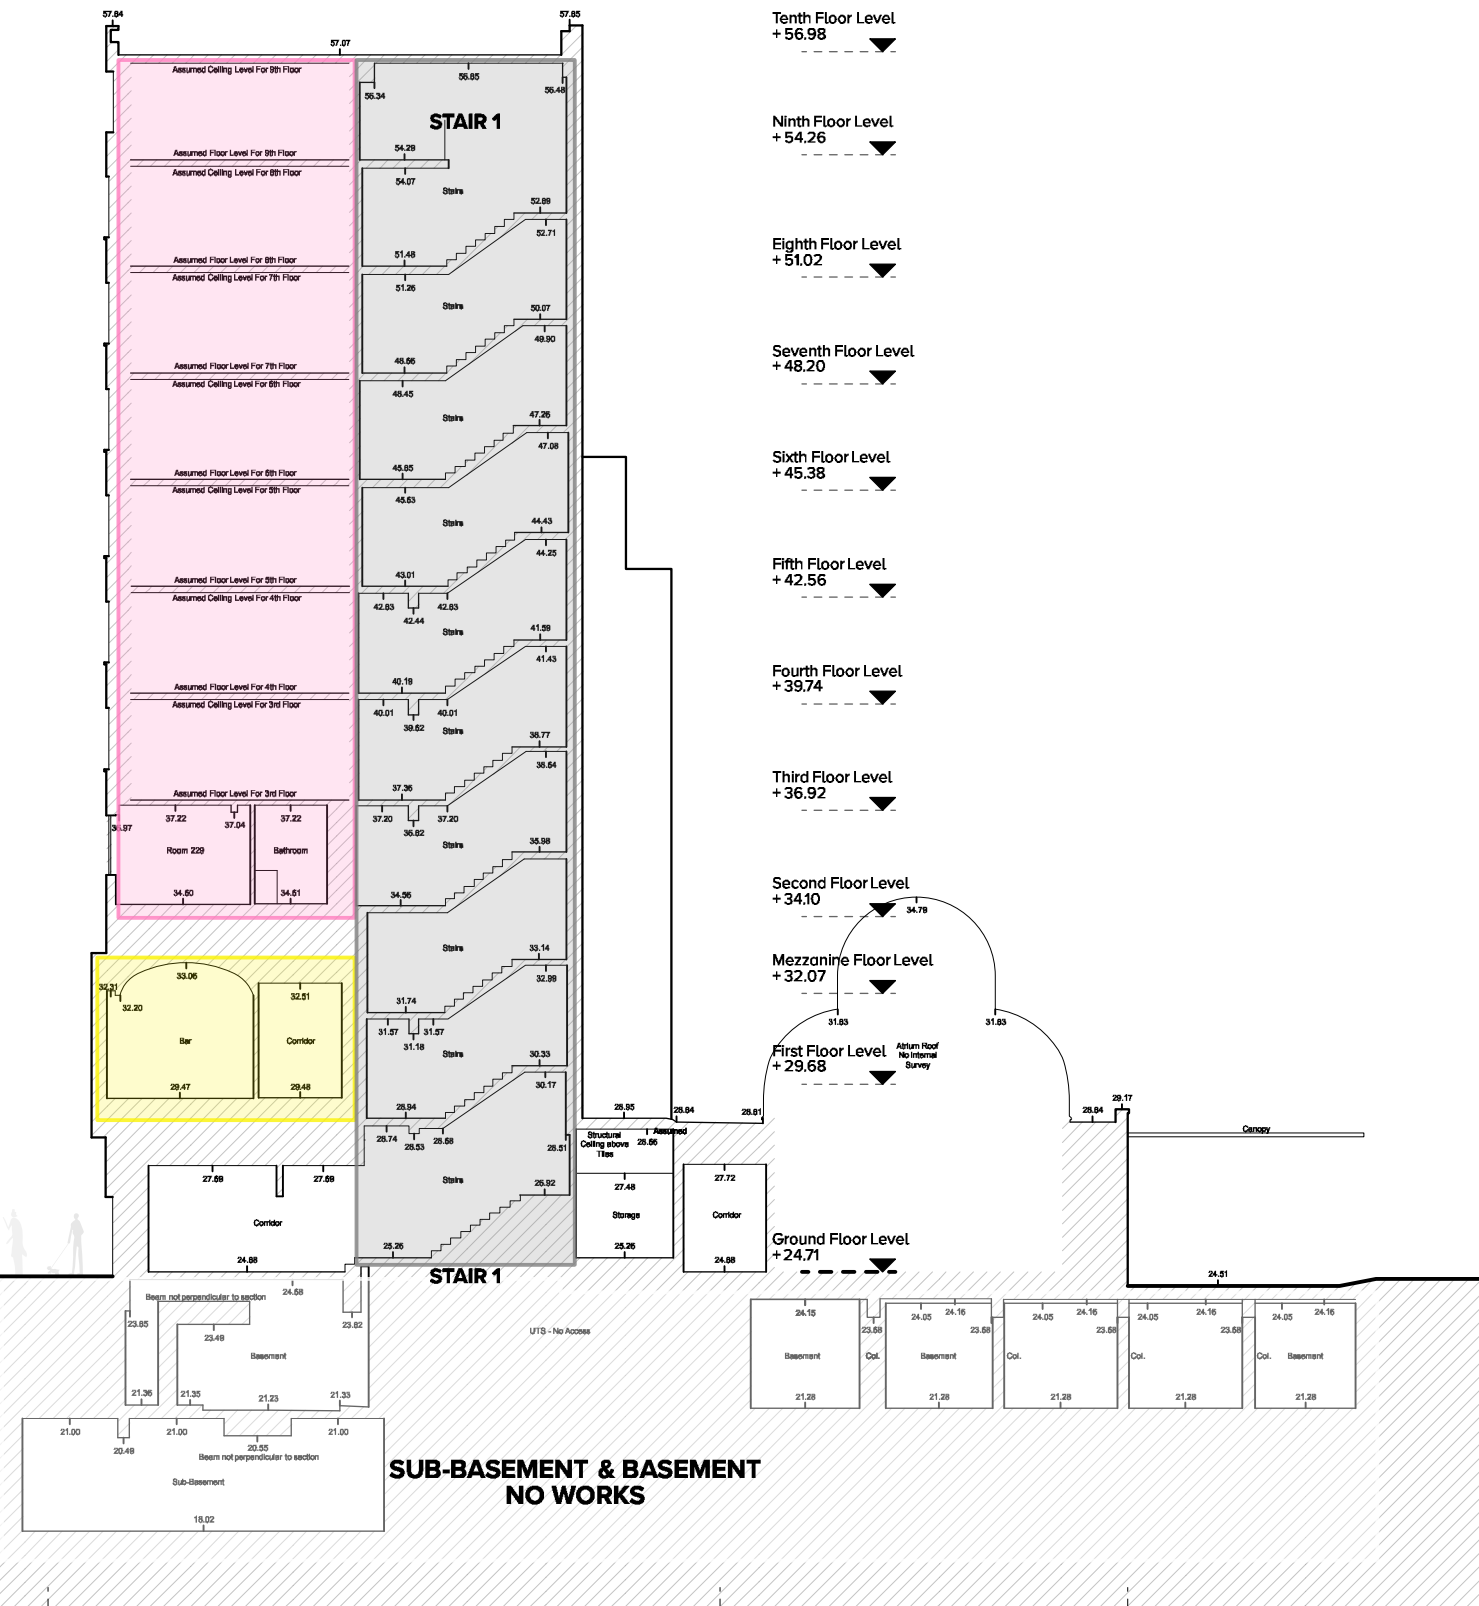 57.84
57.85
57.07
Assumed Ceiling Level For 9th Floor
56.34
56.65
56.48
STAIR 1
Assumed Floor Level For 9th Floor
54.29
Assumed Ceiling Level For 8th Floor
54.07
Stairs
52.89
52.71
Assumed Floor Level For 8th Floor
51.48
Assumed Ceiling Level For 7th Floor
51.26
Stairs
50.07
49.90
Assumed Floor Level For 7th Floor
48.66
Assumed Ceiling Level For 6th Floor
48.45
Stairs
47.26
47.08
Assumed Floor Level For 6th Floor
45.85
Assumed Ceiling Level For 5th Floor
45.63
Stairs
44.43
44.25
Assumed Floor Level For 5th Floor
43.01
Assumed Ceiling Level For 4th Floor
42.83
42.44
42.83
Stairs
41.59
41.43
Assumed Floor Level For 4th Floor
40.19
Assumed Ceiling Level For 3rd Floor
40.01
39.62
40.01
Stairs
38.77
38.64
Assumed Floor Level For 3rd Floor
37.36
36.97
37.22
37.04
37.22
37.20
36.82
37.20
Stairs
35.98
Room 229
Bathroom
34.50
34.51
34.56
Stairs
33.14
32.99
32.31
32.20
33.06
32.51
31.74
31.57
31.18
31.57
Stairs
Bar
Corridor
30.33
30.17
29.47
29.48
28.94
28.74
28.53
28.58
28.51
Stairs
26.92
27.59
27.59
Corridor
24.68
25.26
STAIR 1
28.95
28.84
28.81
Assumed
Structural
Ceiling above
Tiles
28.66
27.48
Storage
25.26
27.72
Corridor
24.68
Tenth Floor Level
+ 56.98
Ninth Floor Level
+ 54.26
Eighth Floor Level
+ 51.02
Seventh Floor Level
+ 48.20
Sixth Floor Level
+ 45.38
Fifth Floor Level
+ 42.56
Fourth Floor Level
+ 39.74
Third Floor Level
+ 36.92
Second Floor Level
+ 34.10
34.79
Mezzanine Floor Level
+ 32.07
31.83
31.83
First Floor Level
+ 29.68
Atrium Roof
No Internal
Survey
28.84
29.17
Canopy
Ground Floor Level
+ 24.71
24.51
24.58
Beam not perpendicular to section
23.85
23.49
23.82
Basement
21.36
21.35
21.23
21.33
UTS - No Access
24.15
23.58
24.05
24.16
23.58
24.05
24.16
23.58
24.05
24.16
23.58
24.05
24.16
Basement
Col.
Basement
Col.
Col.
Col.
Basement
21.28
21.28
21.28
21.28
21.28
21.00
20.49
21.00
20.55
21.00
Beam not perpendicular to section
Sub-Basement
18.02
SUB-BASEMENT & BASEMENT
NO WORKS